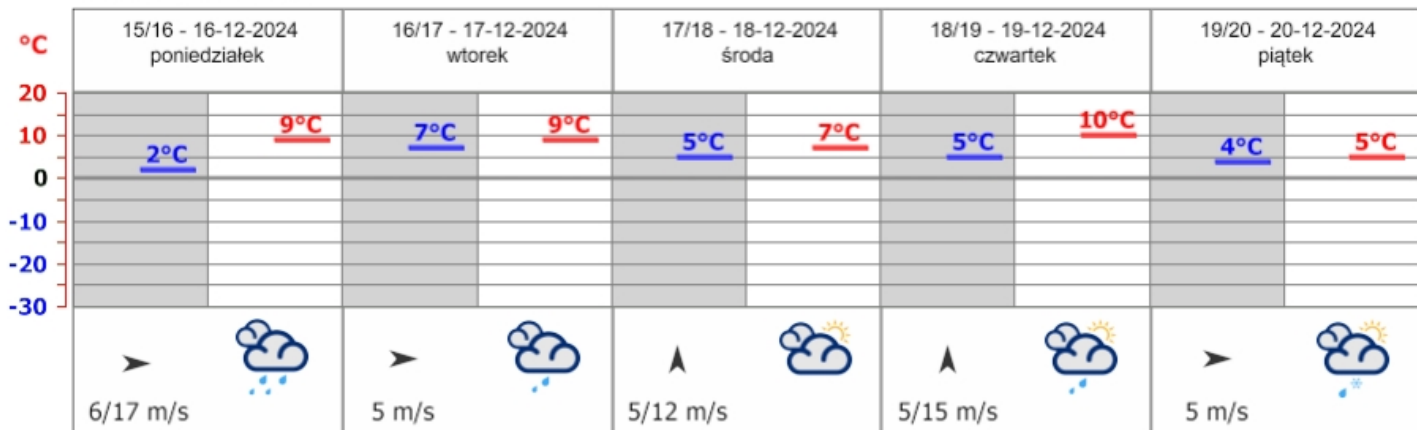 °C
15/16 - 16-12-2024
poniedziałek
16/17 - 17-12-2024
wtorek
17/18 - 18-12-2024
środa
18/19 - 19-12-2024
czwartek
19/20 - 20-12-2024
piątek
20
10
0
-10
-20
-30
2°C
9°C
7°C
9°C
5°C
7°C
5°C
10°C
4°C
5°C
6/17 m/s
5 m/s
5/12 m/s
5/15 m/s
5 m/s